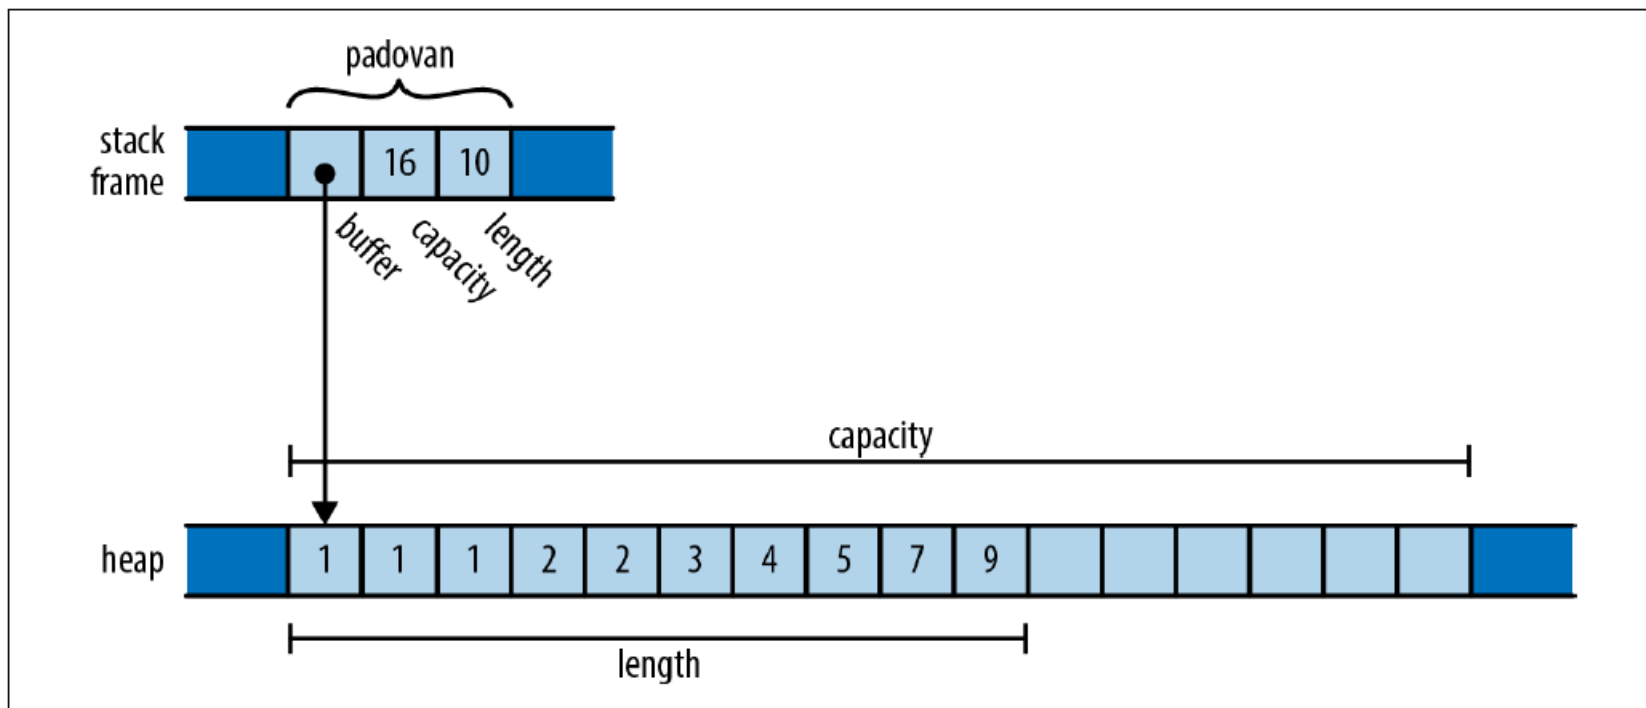 padovan
stack
frame
16 10
buffer
capacity
length
capacity
heap
1 1 1 2 2 3 4 5 7 9
length